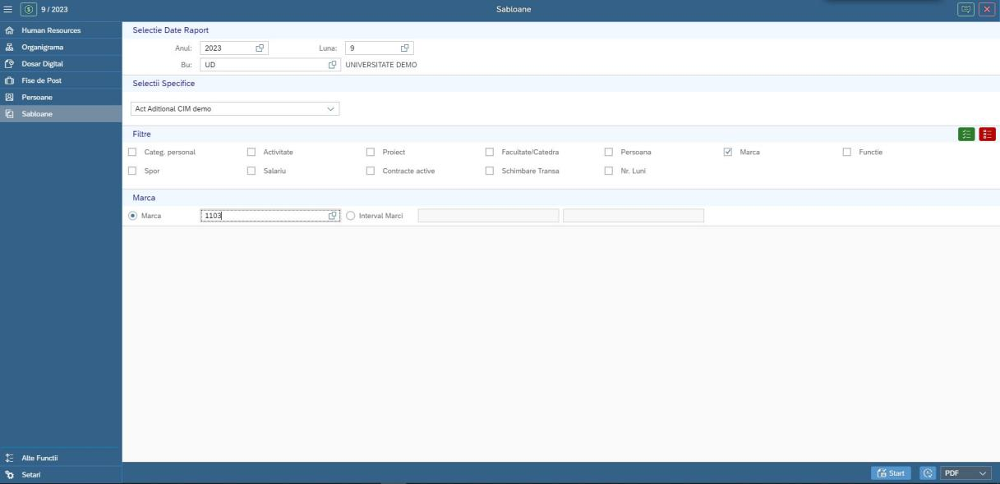 9 / 2023
Sabloane
Human Resources
Organigrama
Dosar Digital
Fise de Post
Persoane
Sabloane
Selectie Date Raport
Anul: 2023 Luna: 9
Bu: UD UNIVERSITATE DEMO
Selectii Specifice
Act Aditional CIM demo
Filtre
Categ. personal Activitate Proiect Facultate/Catedra Persoana Marca Functie
Spor Salariu Contracte active Schimbare Transa Nr. Luni
Marca
Marca 1103 Interval Marci
Alte Functii
Setari
Start PDF